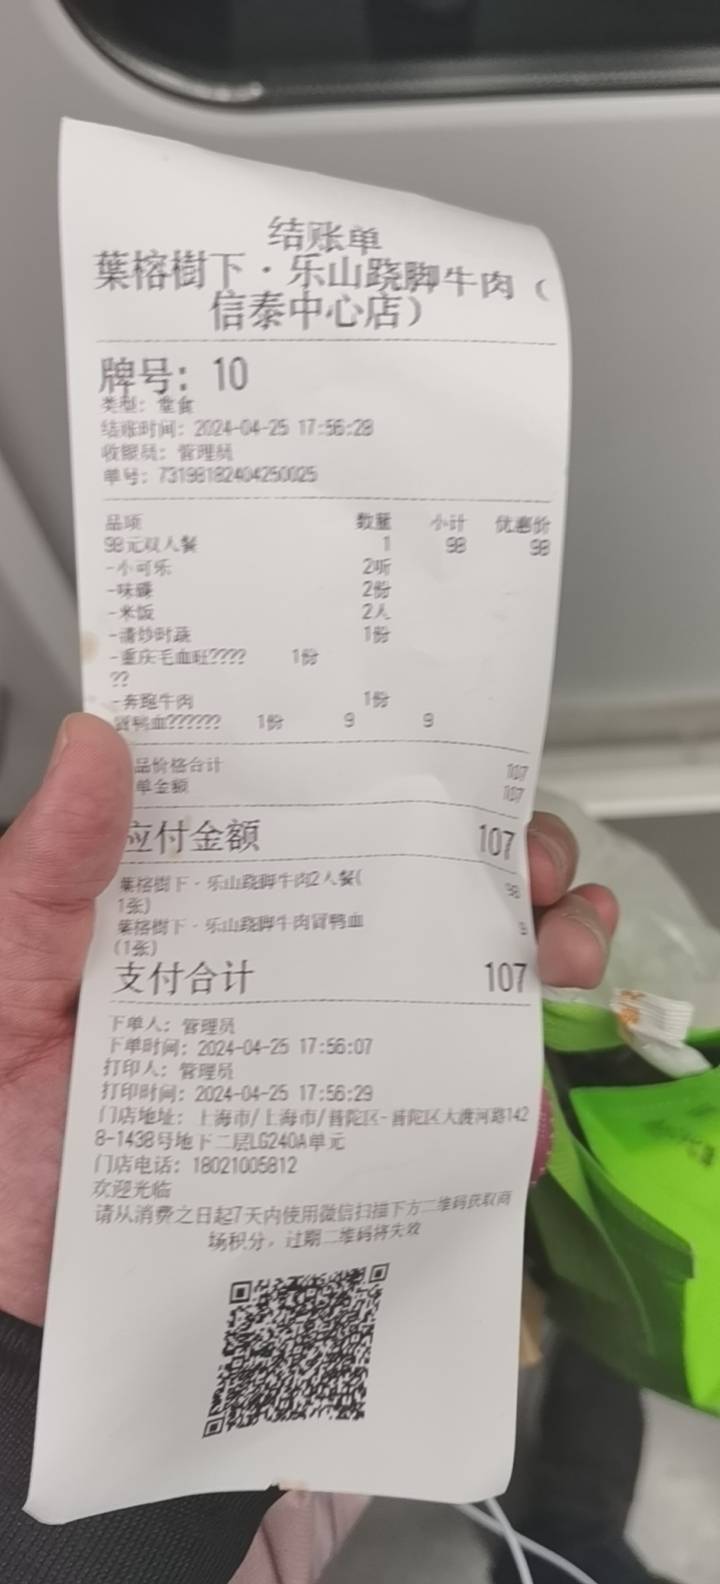 结账单
葉榕樹下·乐山跷脚牛肉（
信泰中心店）
牌号：10
类型：堂食
结账时间：2024-04-25 17:56:28
收银员：管理员
单号：73198182404250025
品项 数量 小计 优惠价
98元双人餐 1 98 98
-小可乐 2听
-味碟 2份
-米饭 2人
-清炒时蔬 1份
-重庆毛血旺???? 1份
??
-奔跑牛肉 1份
冒鸭血?????? 1份 9 9
品价格合计 107
单金额 107
应付金额 107
葉榕樹下·乐山跷脚牛肉2人餐( 98
1张)
葉榕樹下·乐山跷脚牛肉冒鸭血 9
(1张)
支付合计 107
下单人：管理员
下单时间：2024-04-25 17:56:07
打印人：管理员
打印时间：2024-04-25 17:56:29
门店地址：上海市/上海市/普陀区-普陀区大渡河路142
8-1438号地下二层LG240A单元
门店电话：18021005812
欢迎光临
请从消费之日起7天内使用微信扫描下方二维码获取商
场积分，过期二维码将失效